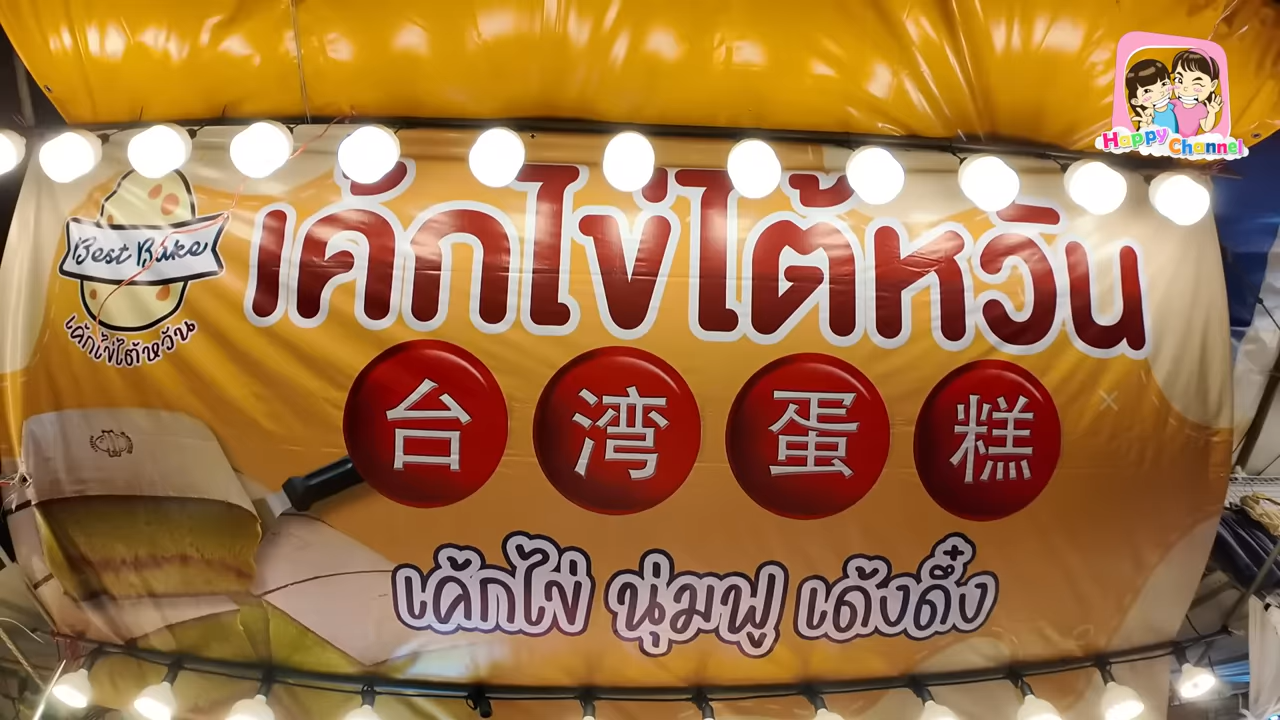 Happy Channel
เค้กไข่ไต้หวัน
Best Bake
เค้กไข่ไต้หวัน
台湾蛋糕
เค้กไข่ นุ่มฟู เด้งดึ๋ง